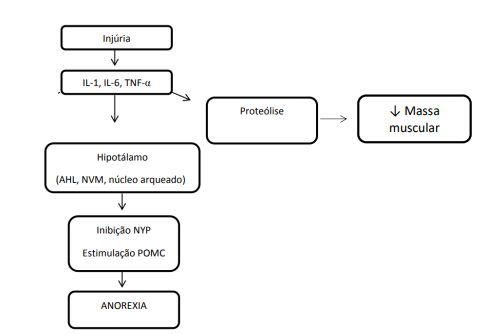 Injúria
IL-1, IL-6, TNF-α
Proteólise
↓ Massa
muscular
Hipotálamo
(AHL, NVM, núcleo arqueado)
Inibição NYP
Estimulação POMC
ANOREXIA